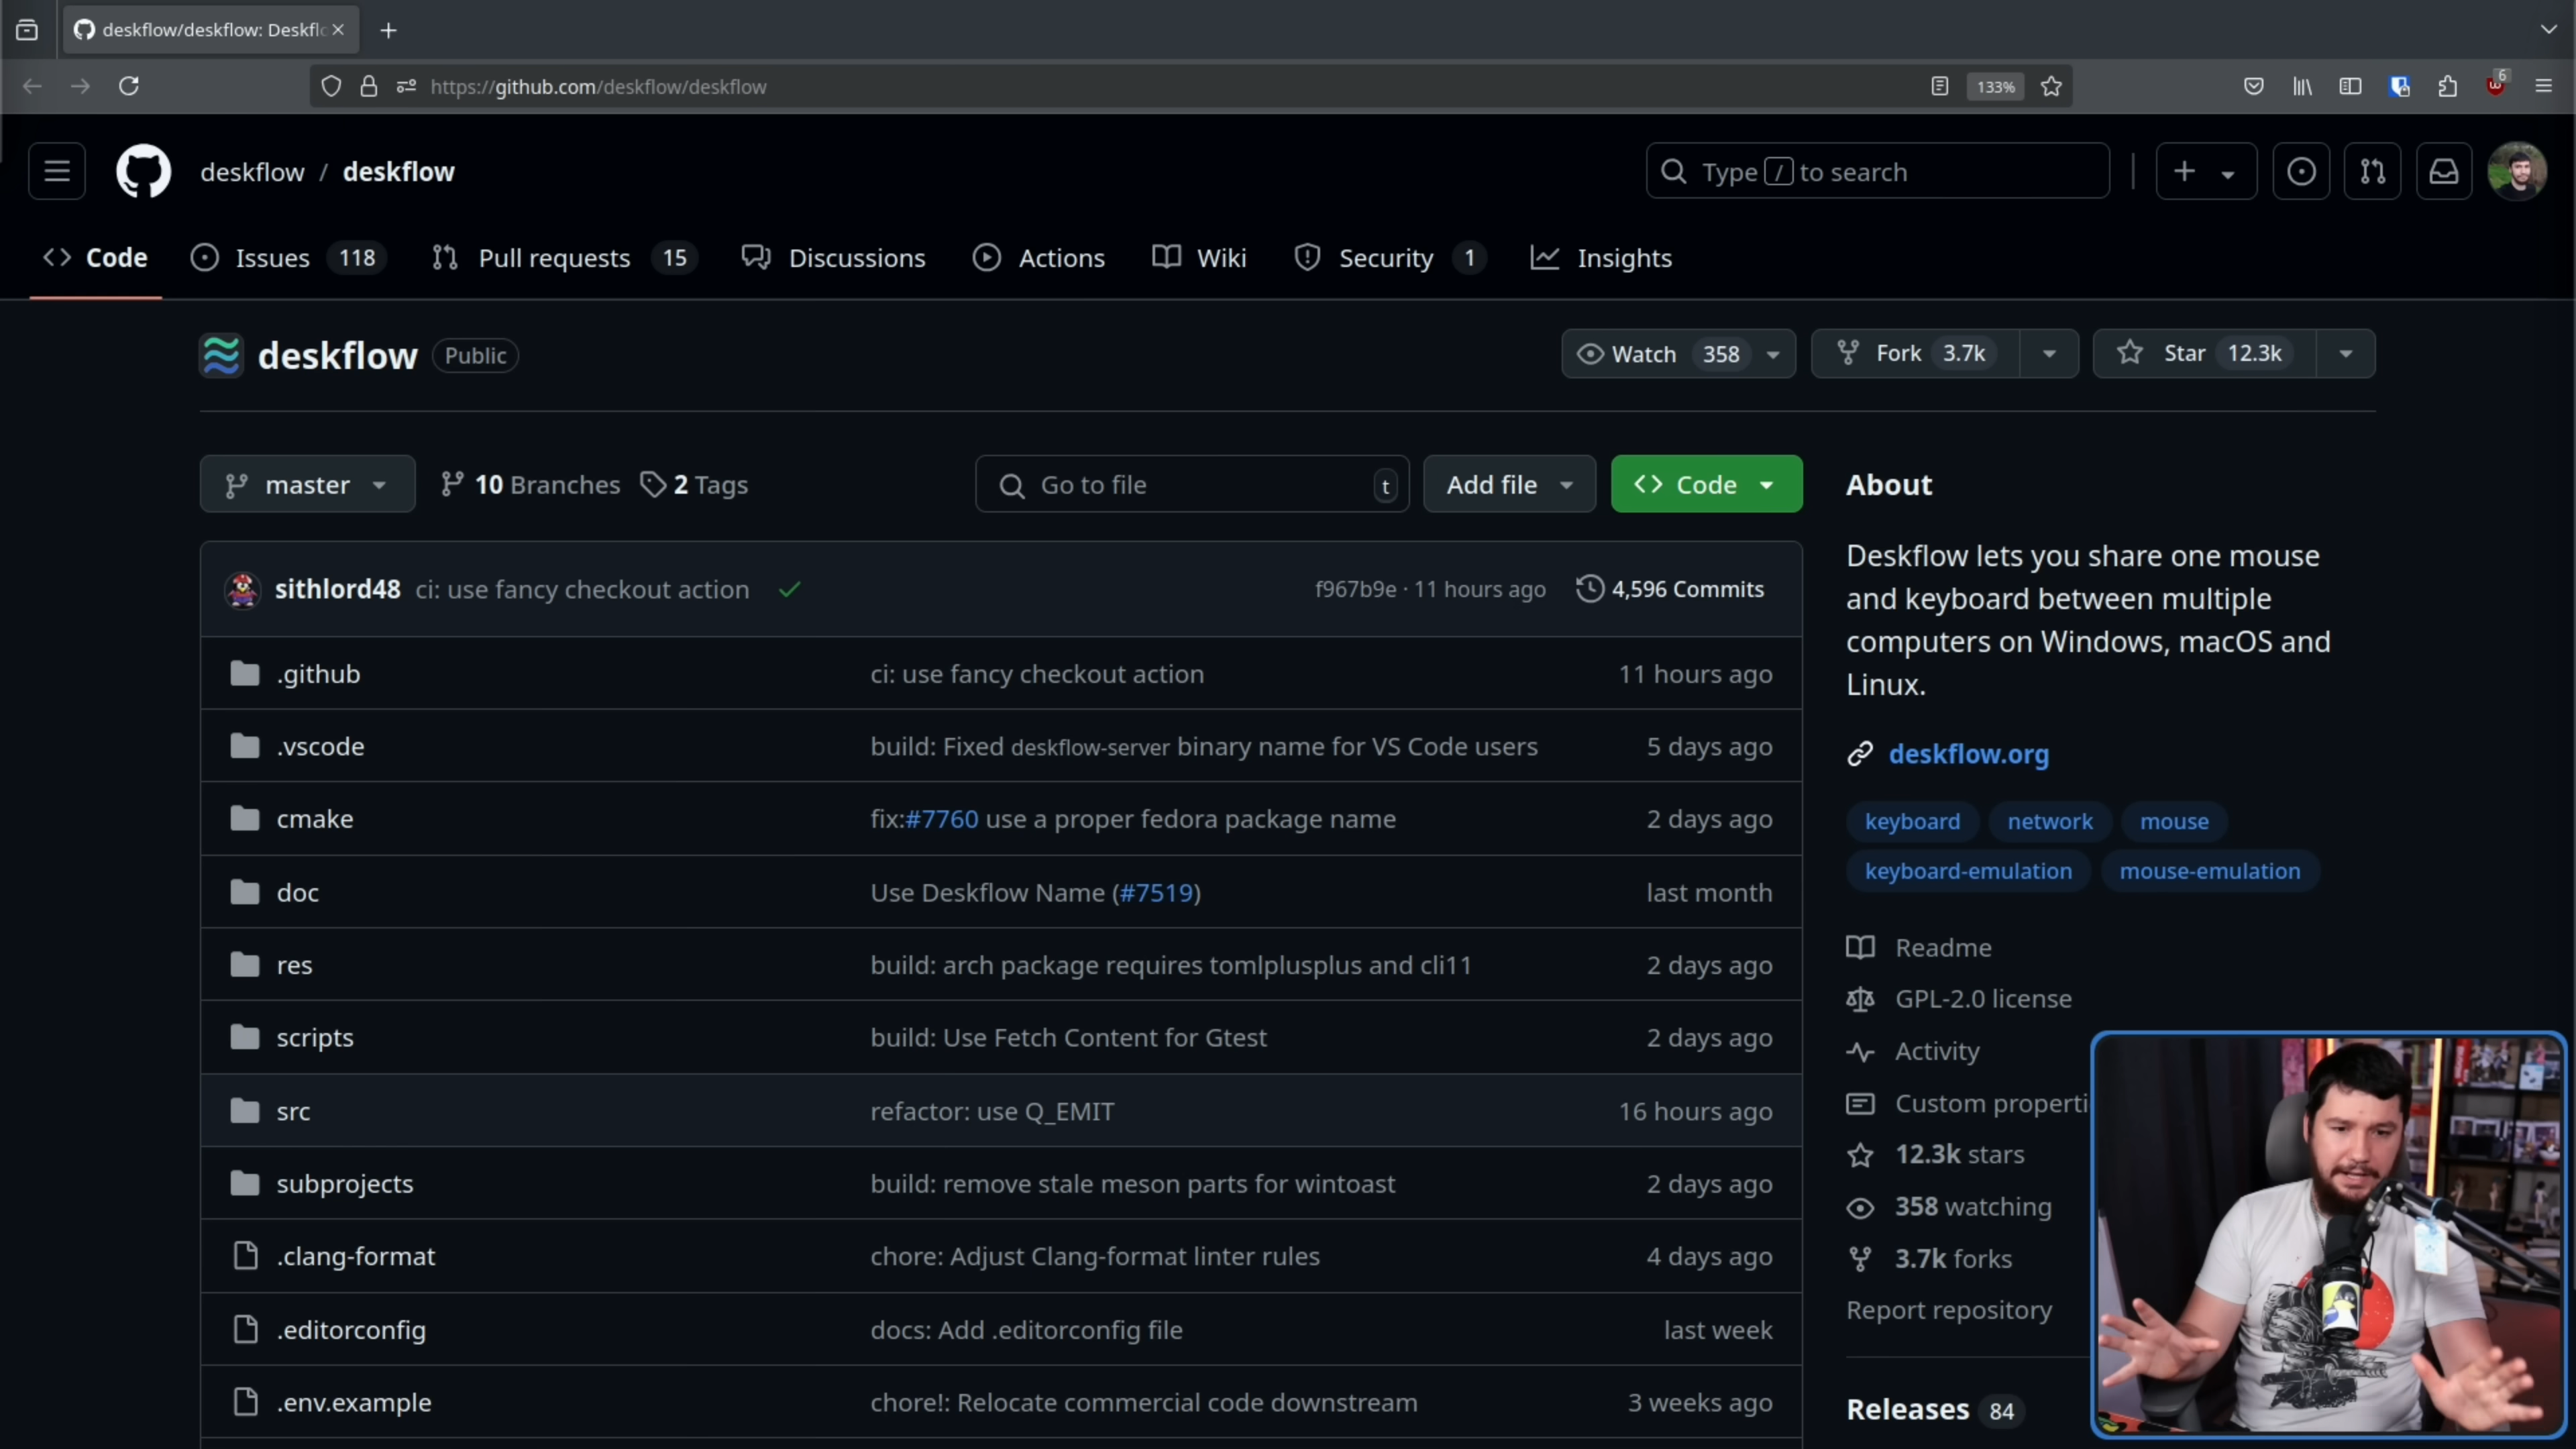 deskflow/deskflow: Deskflo
https://github.com/deskflow/deskflow
133%
6
deskflow / deskflow
Type / to search
Code
Issues 118
Pull requests 15
Discussions
Actions
Wiki
Security 1
Insights
deskflow Public
Watch 358
Fork 3.7k
Star 12.3k
master
10 Branches
2 Tags
Go to file t
Add file
Code
sithlord48 ci: use fancy checkout action f967b9e · 11 hours ago 4,596 Commits
.github ci: use fancy checkout action 11 hours ago
.vscode build: Fixed deskflow-server binary name for VS Code users 5 days ago
cmake fix:#7760 use a proper fedora package name 2 days ago
doc Use Deskflow Name (#7519) last month
res build: arch package requires tomlplusplus and cli11 2 days ago
scripts build: Use Fetch Content for Gtest 2 days ago
src refactor: use Q_EMIT 16 hours ago
subprojects build: remove stale meson parts for wintoast 2 days ago
.clang-format chore: Adjust Clang-format linter rules 4 days ago
.editorconfig docs: Add .editorconfig file last week
.env.example chore!: Relocate commercial code downstream 3 weeks ago
About
Deskflow lets you share one mouse
and keyboard between multiple
computers on Windows, macOS and
Linux.
deskflow.org
keyboard network mouse
keyboard-emulation mouse-emulation
Readme
GPL-2.0 license
Activity
Custom properti
12.3k stars
358 watching
3.7k forks
Report repository
Releases 84